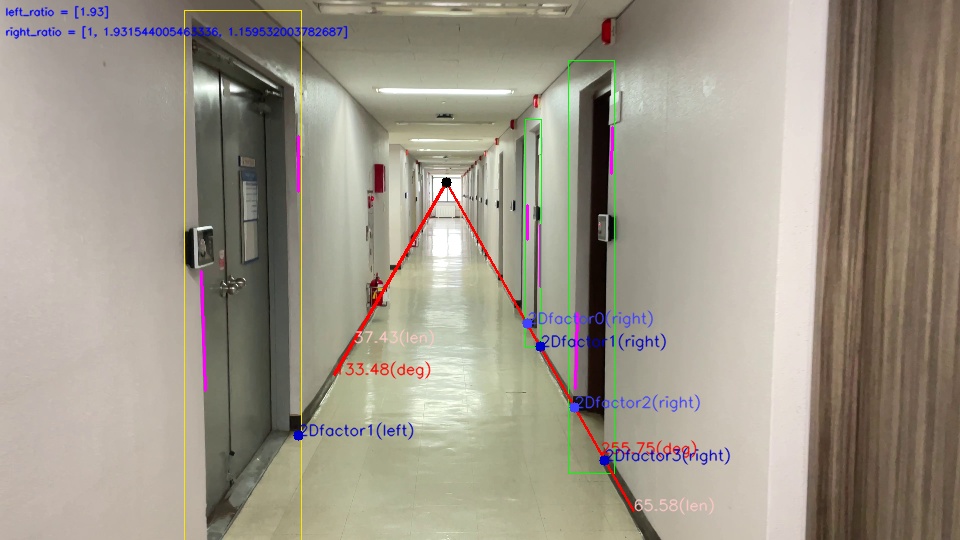 left_ratio = [1.93]
right_ratio = [1, 1.931544005463336, 1.159532003782687]
2Dfactor0(right)
37.43(len)
2Dfactor1(right)
133.48(deg)
2Dfactor2(right)
2Dfactor1(left)
255.75(deg)
2Dfactor3(right)
65.58(len)